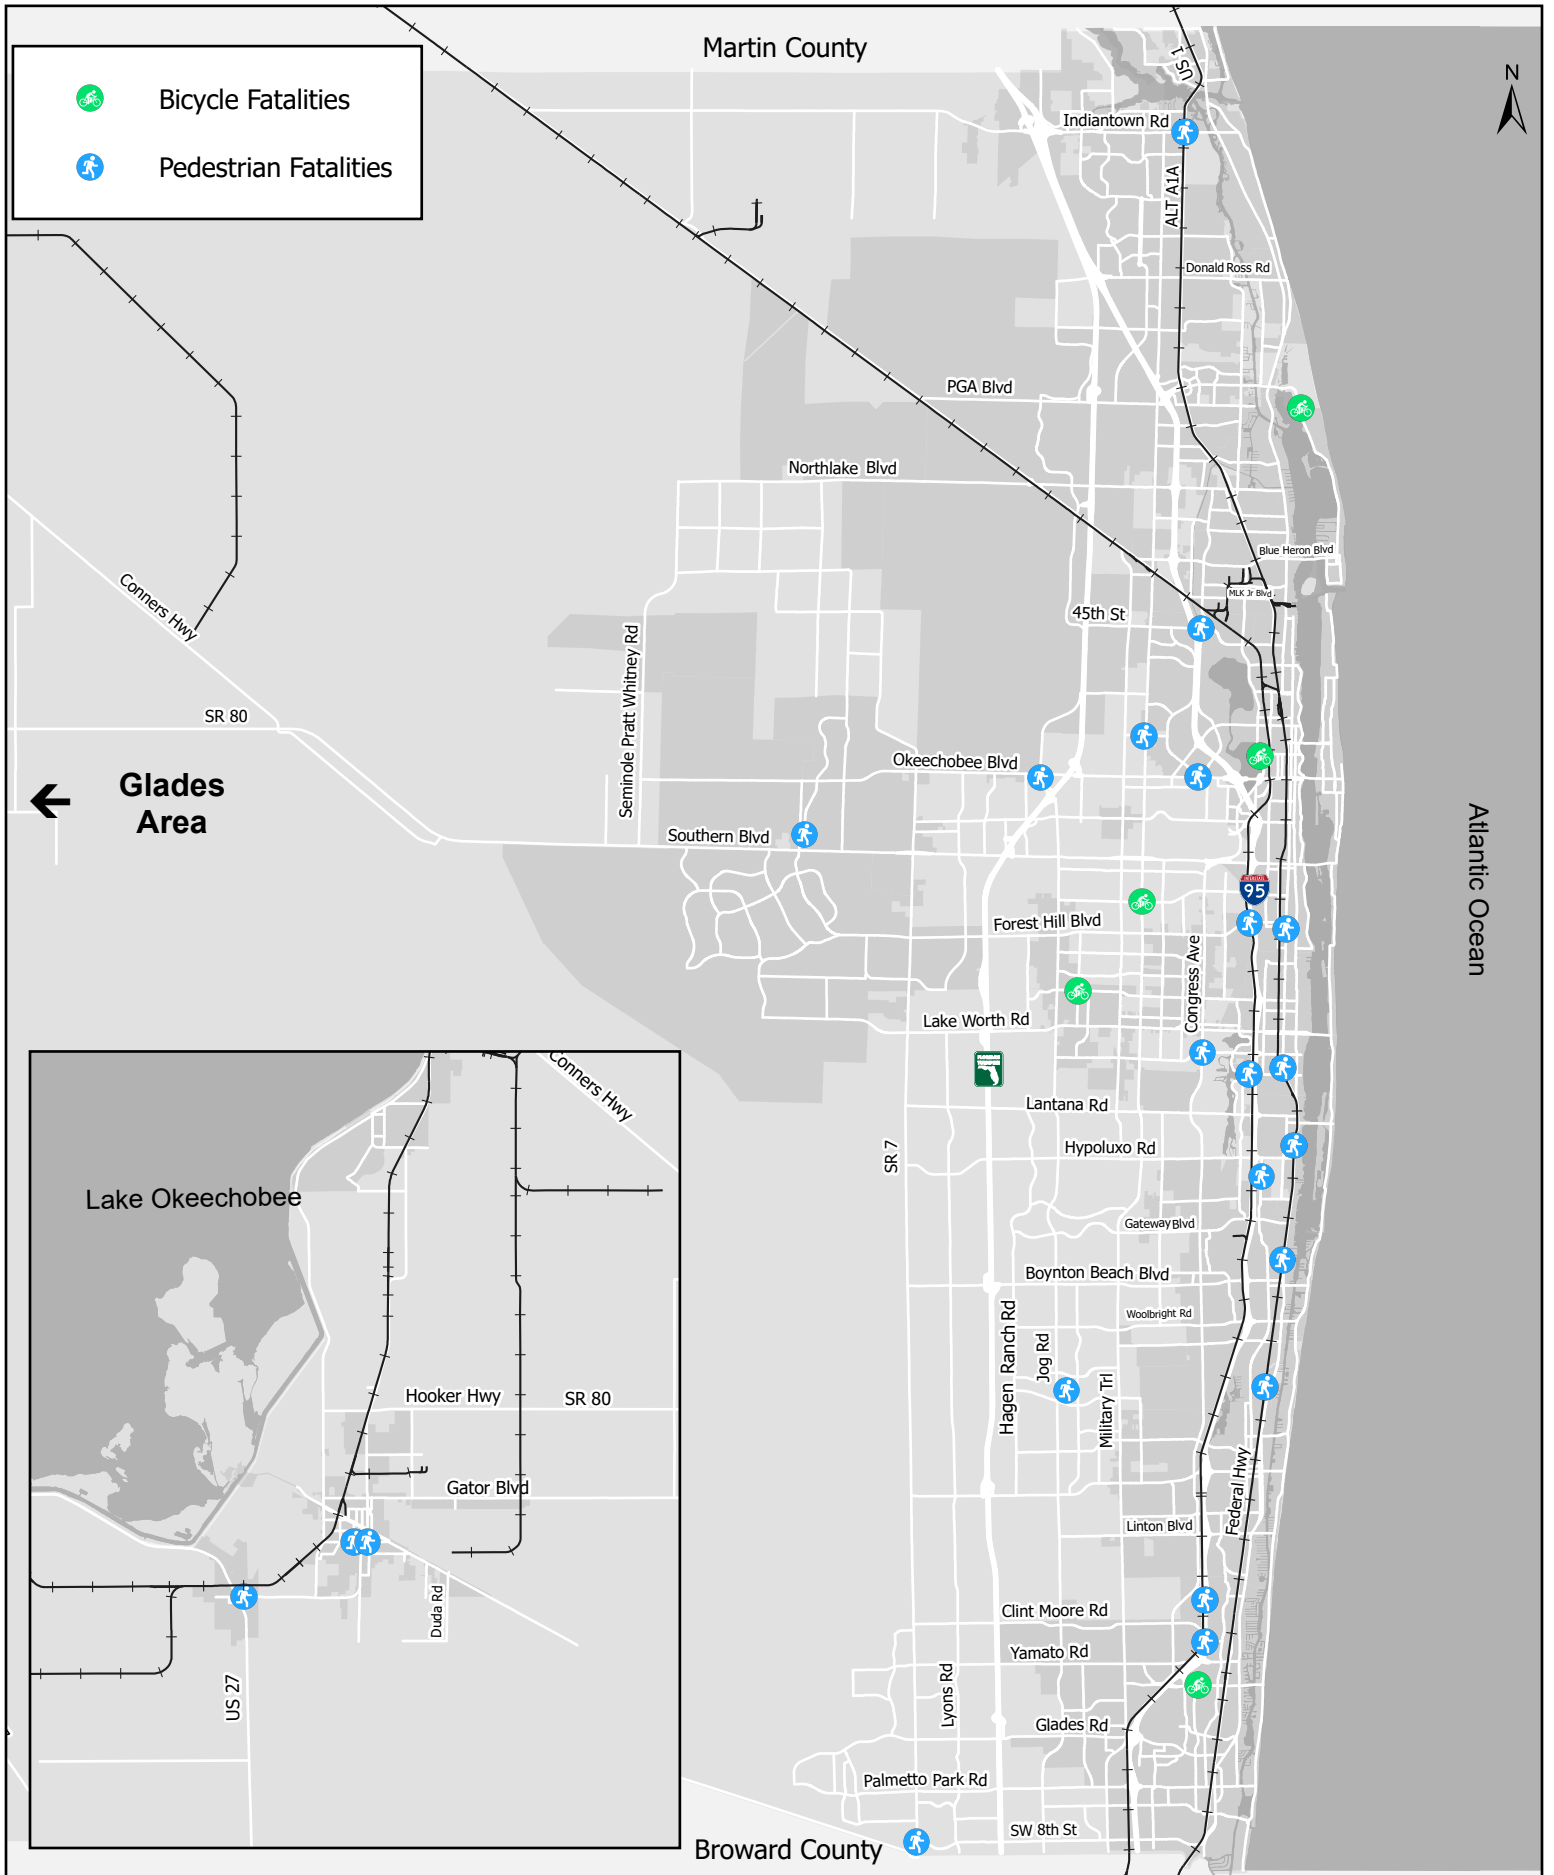 Martin County
N
Bicycle Fatalities
Pedestrian Fatalities
US 1
Indiantown Rd
ALT A1A
Donald Ross Rd
PGA Blvd
Northlake Blvd
Blue Heron Blvd
MLK Jr Blvd
Conners Hwy
45th St
Seminole Pratt Whitney Rd
SR 80
Okeechobee Blvd
Glades
Area
Southern Blvd
Atlantic Ocean
INTERSTATE
95
Forest Hill Blvd
Congress Ave
Lake Worth Rd
Conners Hwy
Lantana Rd
SR 7
Hypoluxo Rd
Lake Okeechobee
Gateway Blvd
Boynton Beach Blvd
Woolbright Rd
Hagen Ranch Rd
Jog Rd
Military Trl
Hooker Hwy
SR 80
Federal Hwy
Gator Blvd
Linton Blvd
Duda Rd
Clint Moore Rd
Yamato Rd
US 27
Lyons Rd
Glades Rd
Palmetto Park Rd
SW 8th St
Broward County